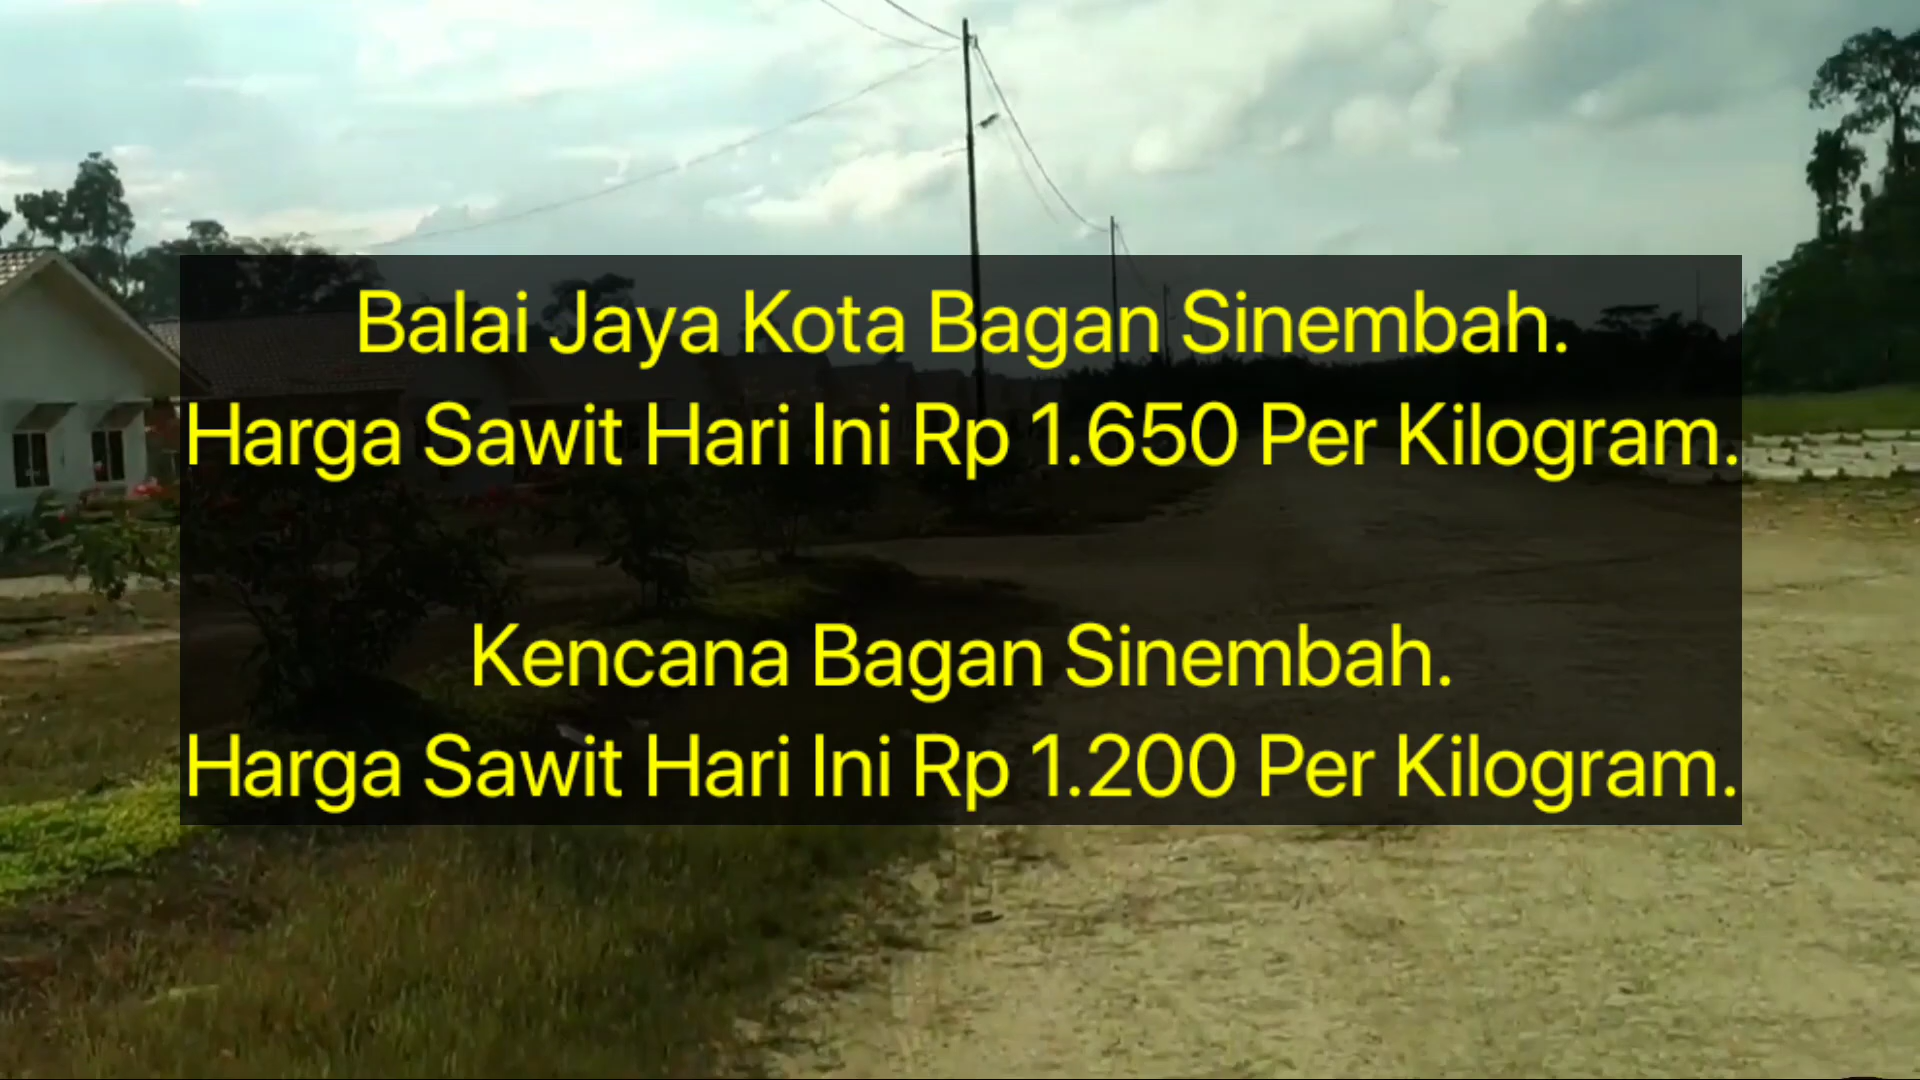 Balai Jaya Kota Bagan Sinembah.
Harga Sawit Hari Ini Rp 1.650 Per Kilogram.
Kencana Bagan Sinembah.
Harga Sawit Hari Ini Rp 1.200 Per Kilogram.